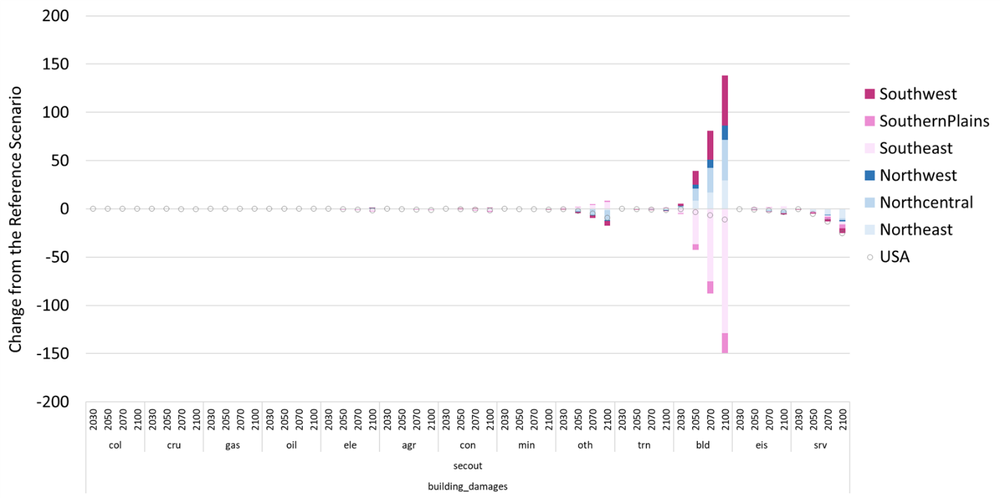 200
150
100
50
0
-50
-100
-150
-200
Change from the Reference Scenario
Southwest
SouthernPlains
Southeast
Northwest
Northcentral
Northeast
USA
2030 2050 2070 2100 2030 2050 2070 2100 2030 2050 2070 2100 2030 2050 2070 2100 2030 2050 2070 2100 2030 2050 2070 2100 2030 2050 2070 2100 2030 2050 2070 2100 2030 2050 2070 2100 2030 2050 2070 2100 2030 2050 2070 2100 2030 2050 2070 2100 2030 2050 2070 2100
col cru gas oil ele agr con min oth trn bld eis srv
secout
building_damages